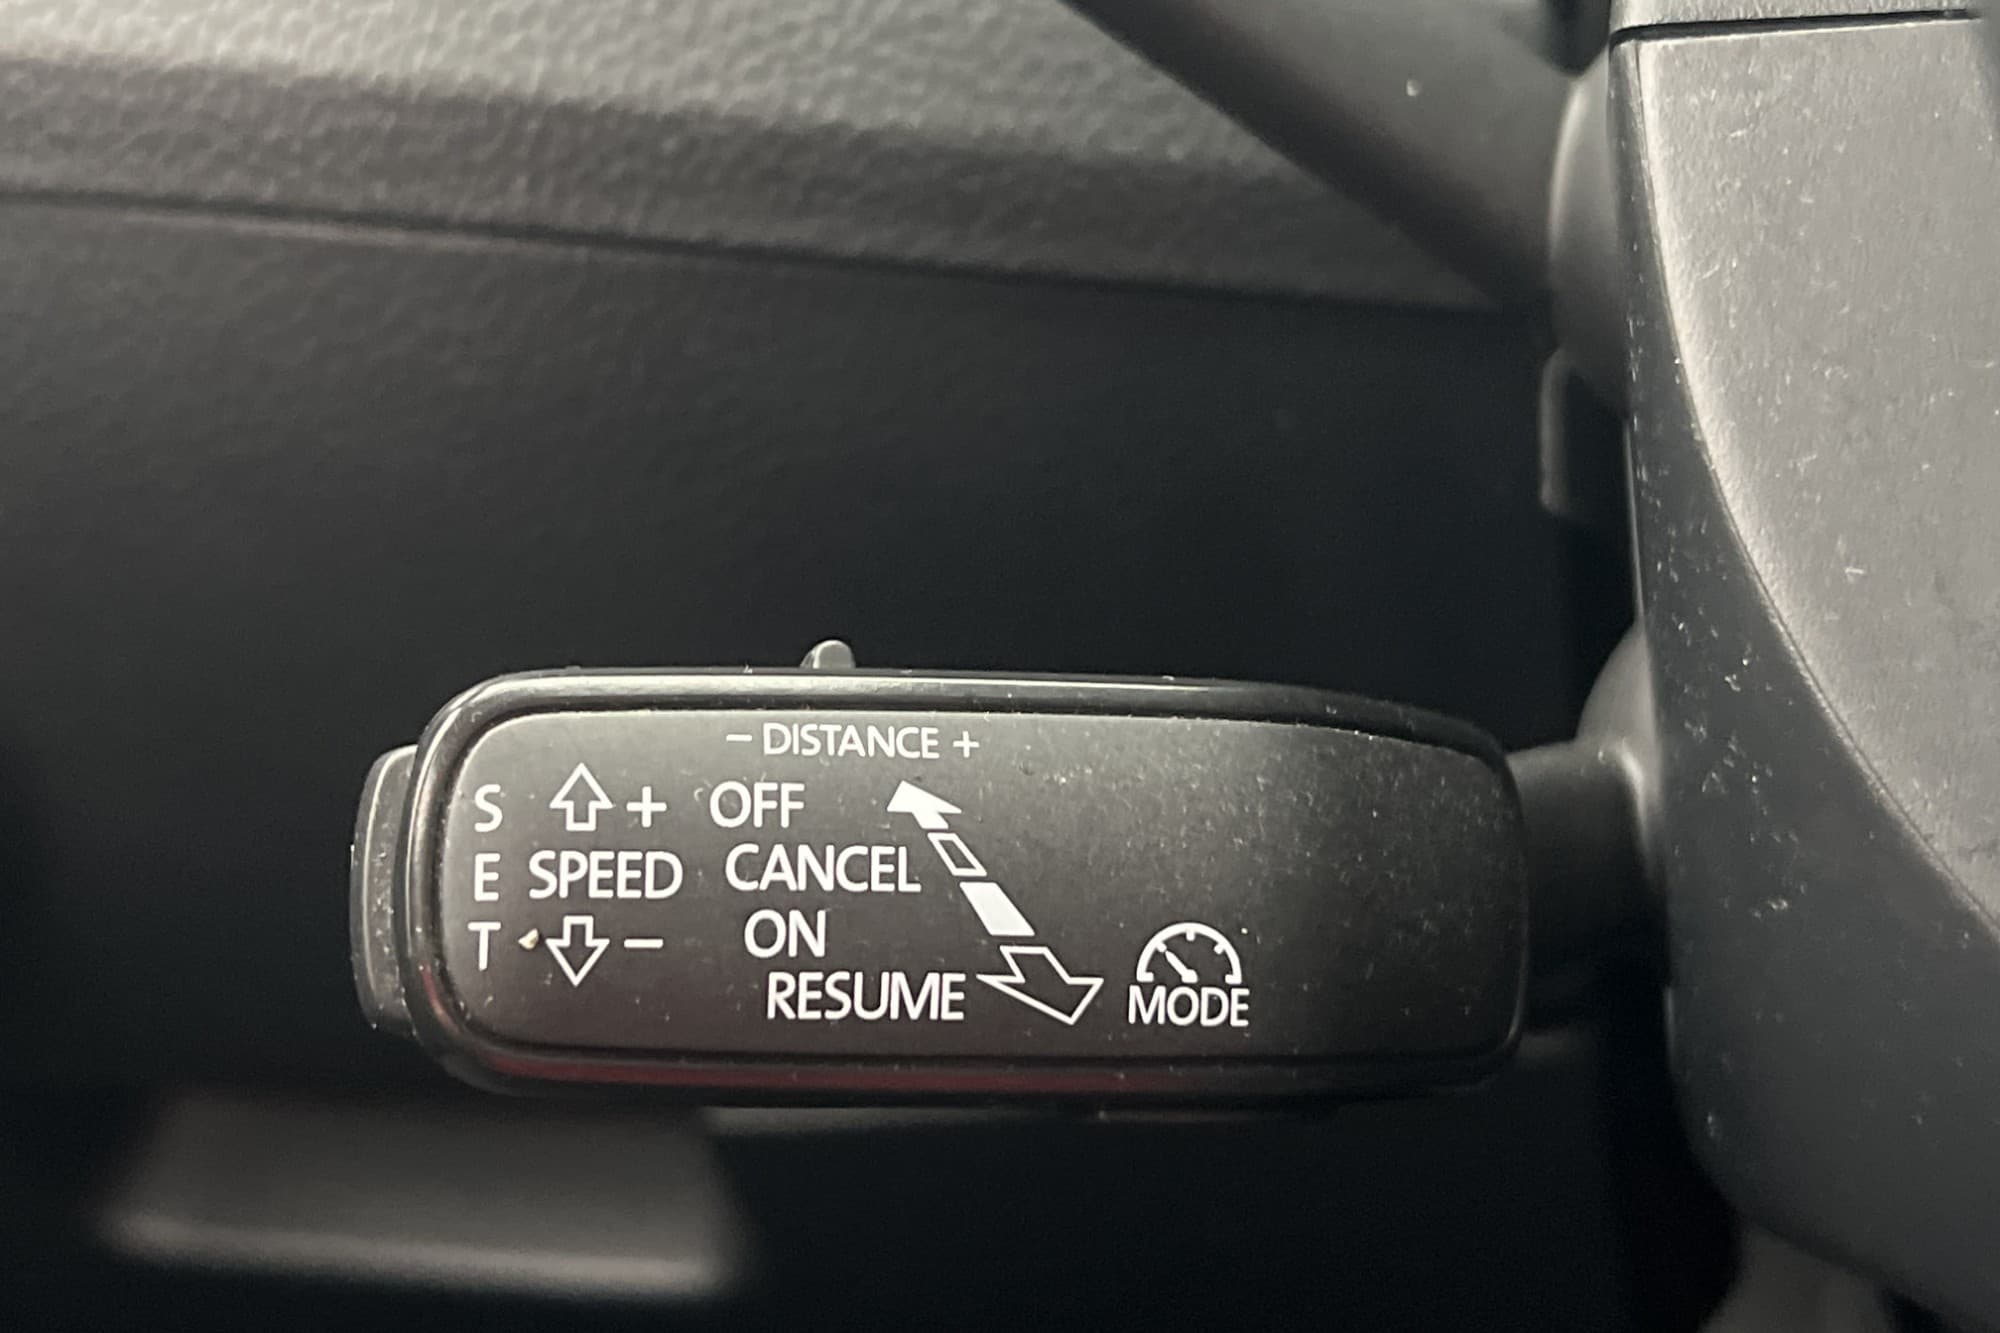 - DISTANCE +
S + OFF
E SPEED CANCEL
T - ON
RESUME
MODE